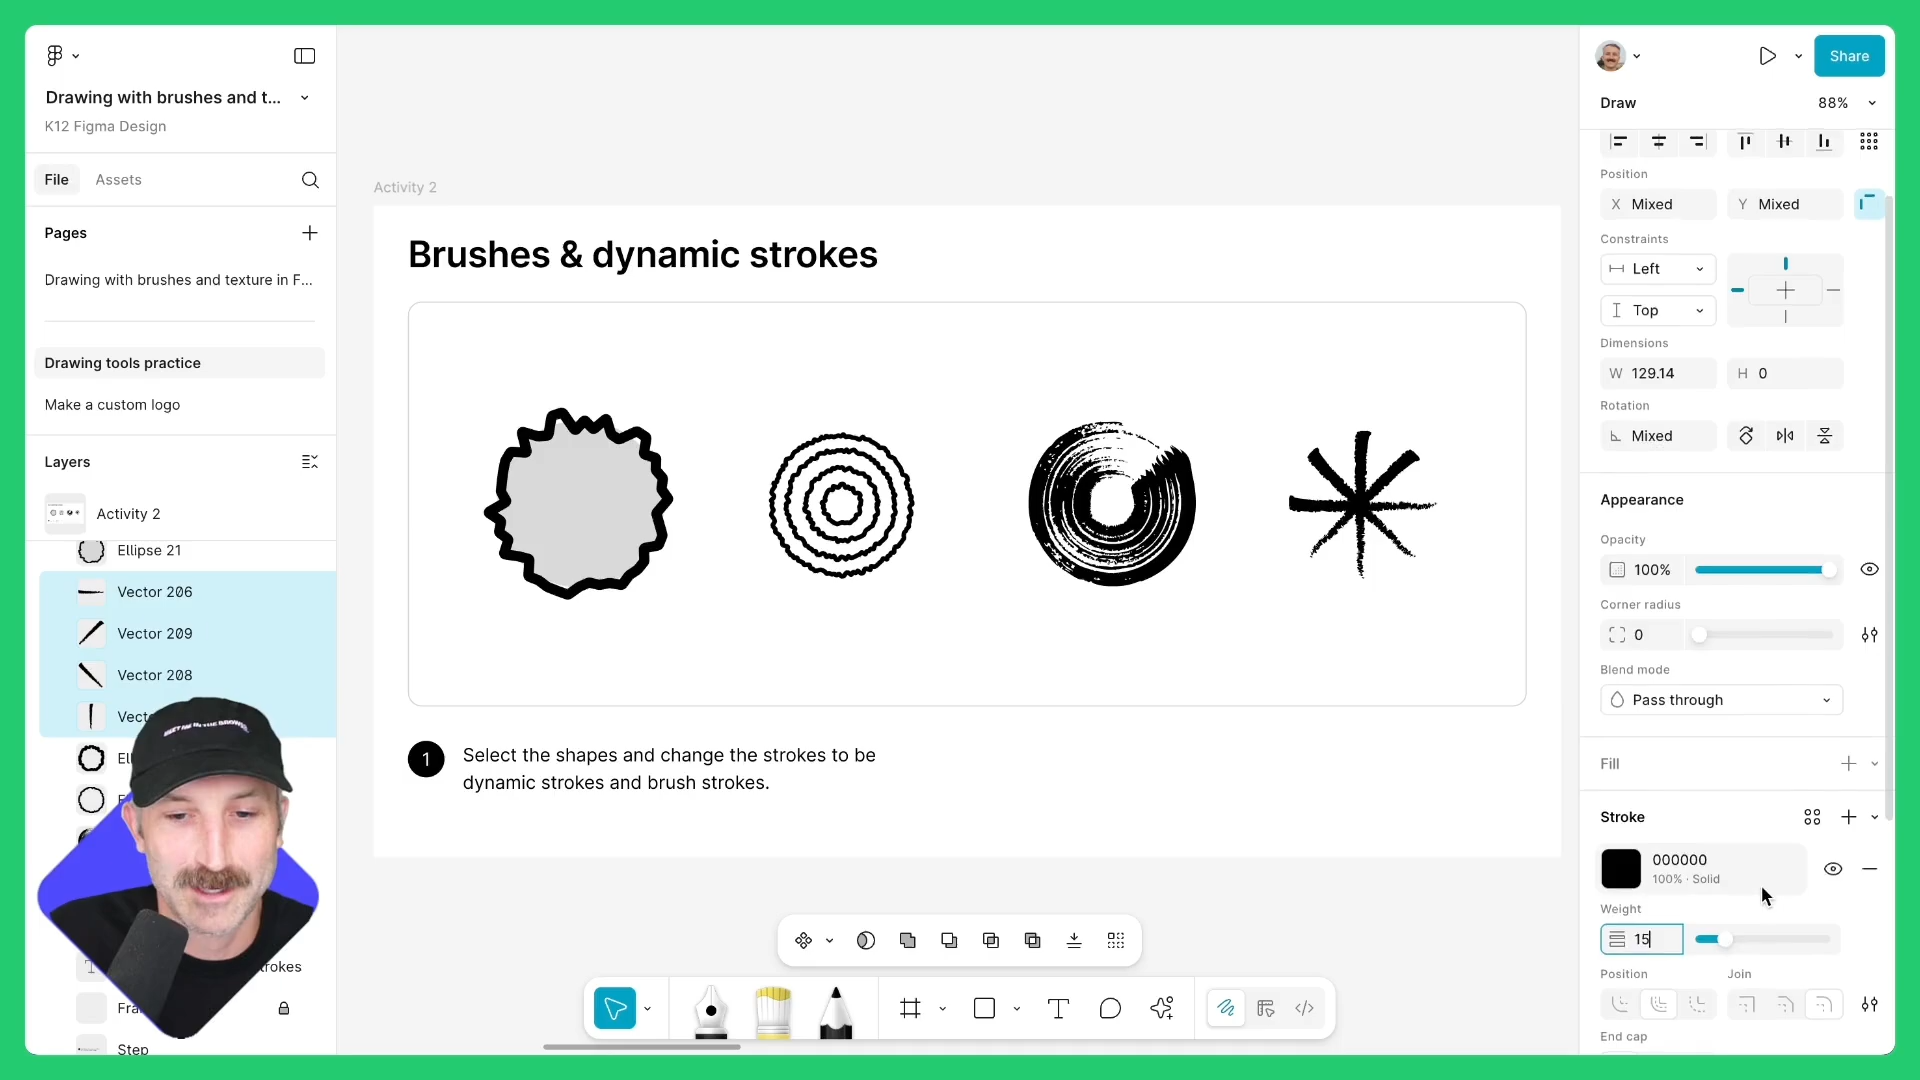 Drawing with brushes and t...
K12 Figma Design
File
Assets
Pages
Drawing with brushes and texture in F...
Drawing tools practice
Make a custom logo
Layers
Activity 2
Ellipse 21
Vector 206
Vector 209
Vector 208
Vect
El
rokes
Fra
Step
Activity 2
Brushes & dynamic strokes
1
Select the shapes and change the strokes to be
dynamic strokes and brush strokes.
Share
Draw
88%
Position
X Mixed
Y Mixed
Constraints
Left
Top
Dimensions
W 129.14
H 0
Rotation
Mixed
Appearance
Opacity
100%
Corner radius
0
Blend mode
Pass through
Fill
Stroke
000000
100% · Solid
Weight
15
Position
Join
End cap